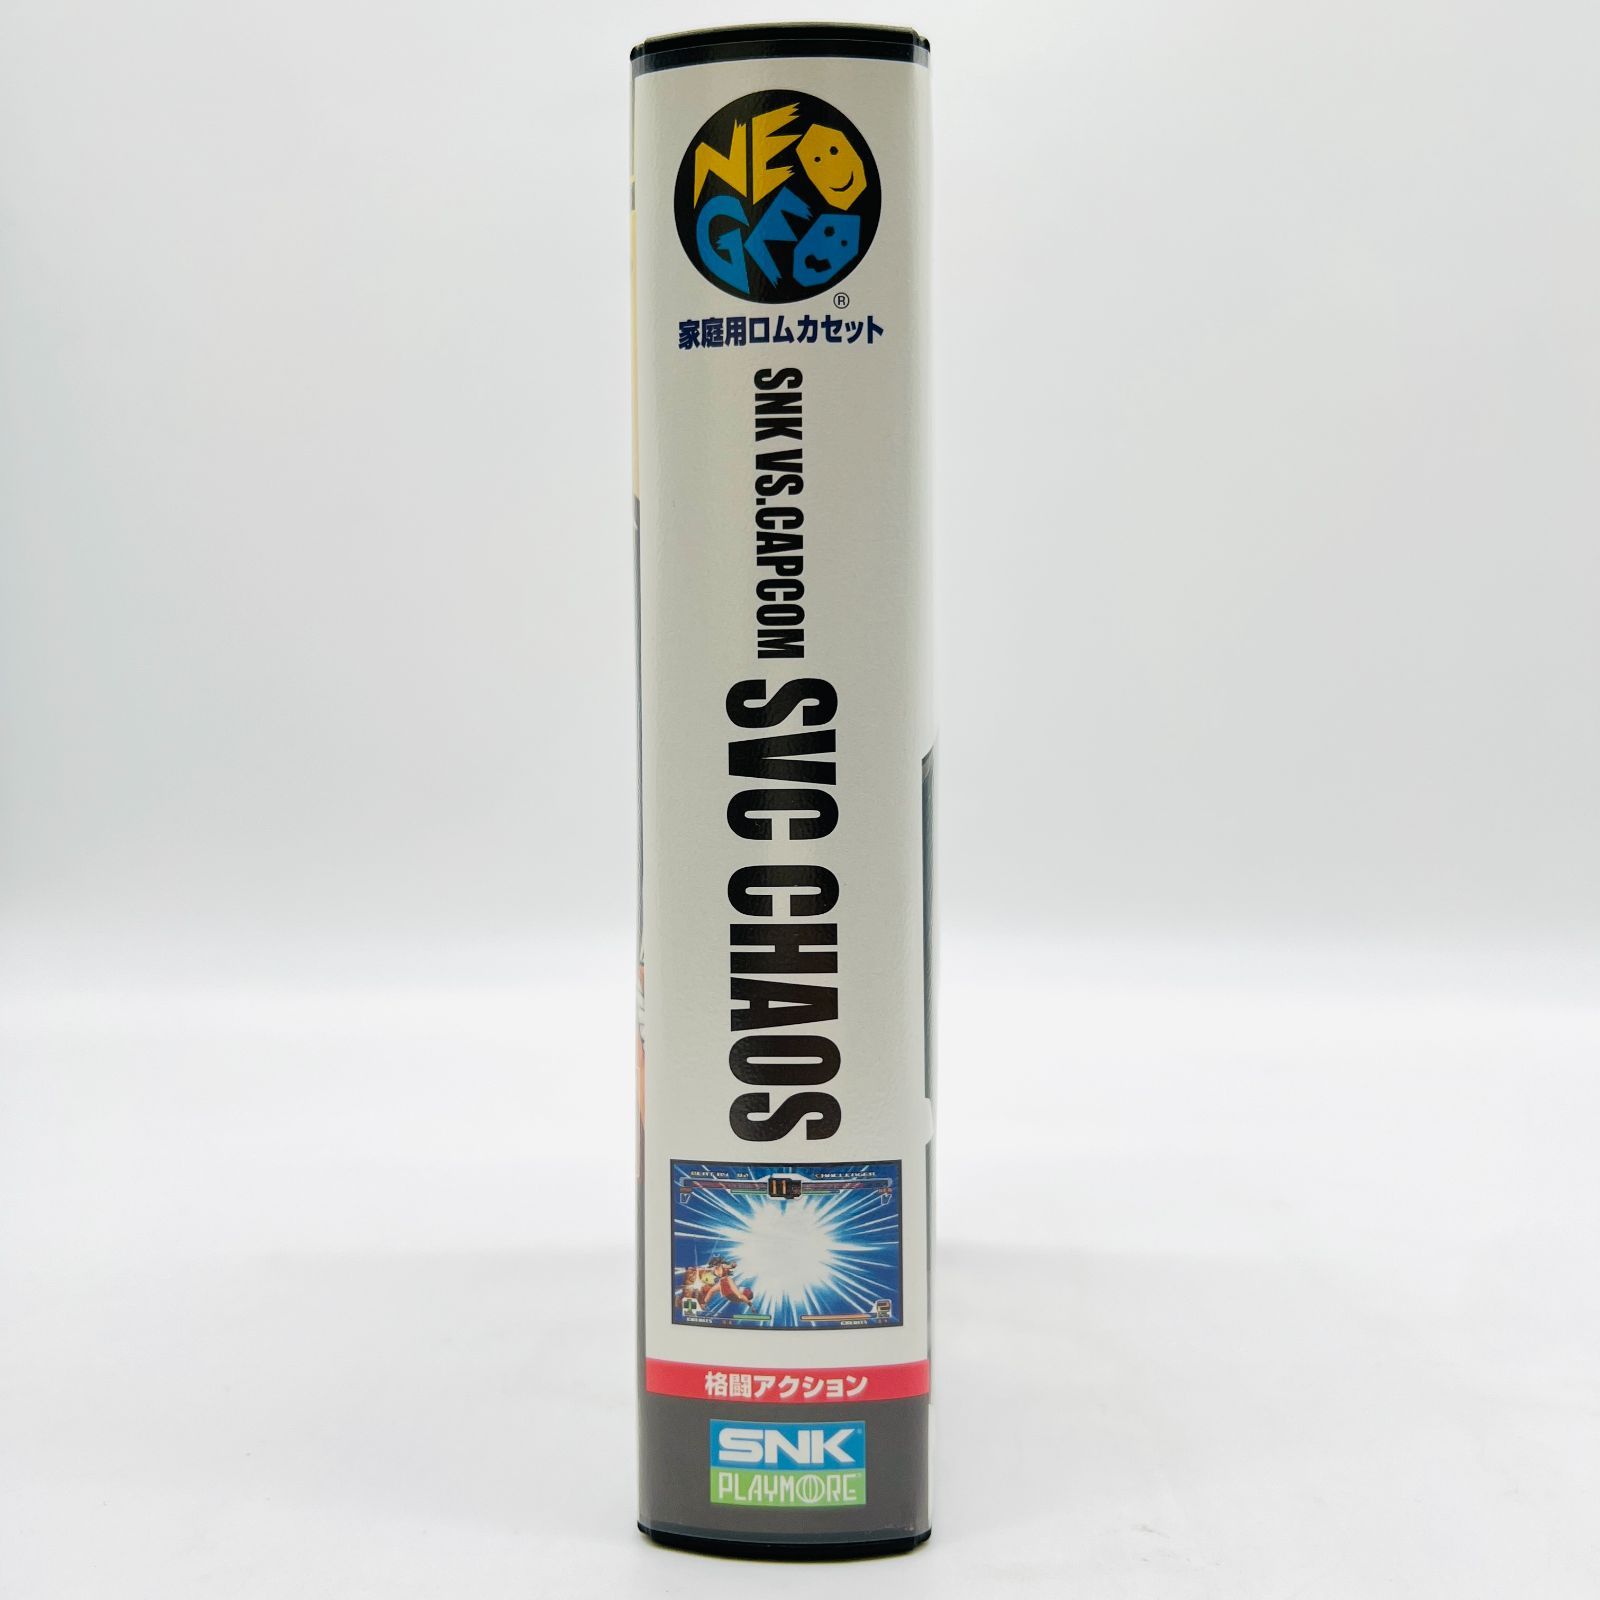 NEO
GEO
®
家庭用ロムカセット
SNK VS.CAPCOM SVC CHAOS
格闘アクション
SNK
PLAYMORE